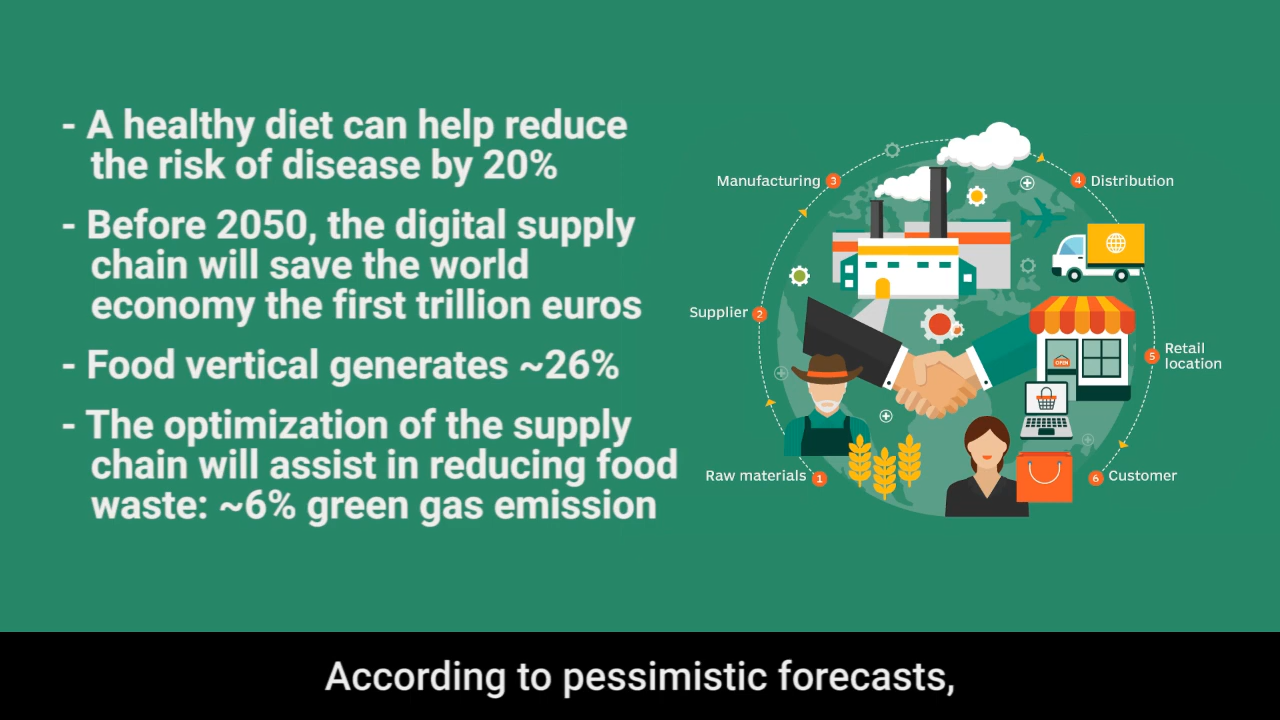 - A healthy diet can help reduce
the risk of disease by 20%
- Before 2050, the digital supply
chain will save the world
economy the first trillion euros
- Food vertical generates ~26%
- The optimization of the supply
chain will assist in reducing food
waste: ~6% green gas emission
Manufacturing 3
4 Distribution
Supplier 2
5 Retail
location
OPEN
Raw materials 1
6 Customer
According to pessimistic forecasts,